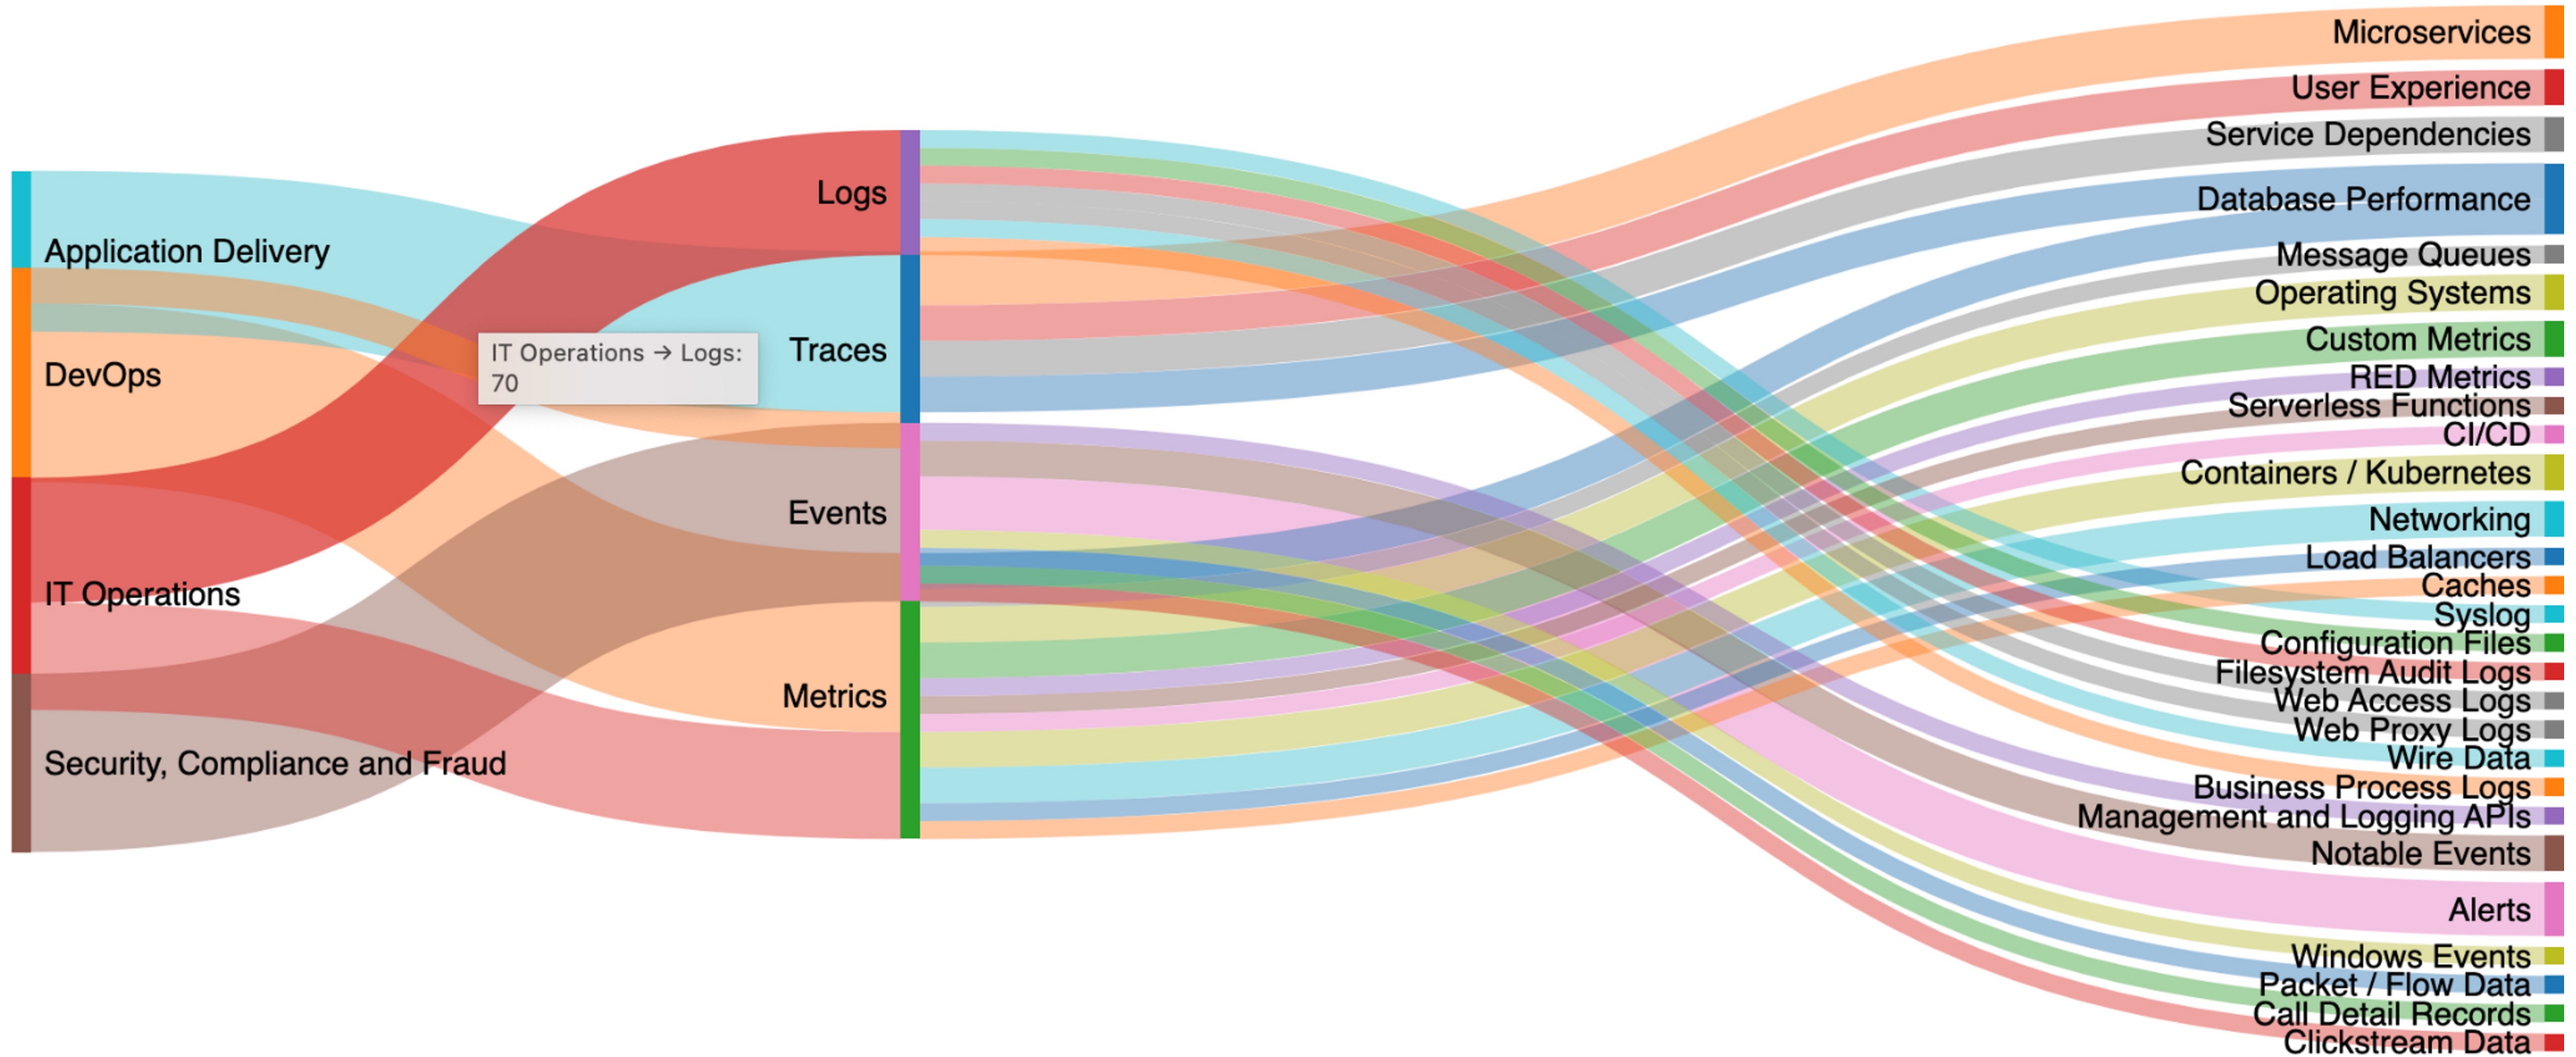 Application Delivery
DevOps
IT Operations
Security, Compliance and Fraud
IT Operations → Logs:
70
Logs
Traces
Events
Metrics
Microservices
User Experience
Service Dependencies
Database Performance
Message Queues
Operating Systems
Custom Metrics
RED Metrics
Serverless Functions
CI/CD
Containers / Kubernetes
Networking
Load Balancers
Caches
Syslog
Configuration Files
Filesystem Audit Logs
Web Access Logs
Web Proxy Logs
Wire Data
Business Process Logs
Management and Logging APIs
Notable Events
Alerts
Windows Events
Packet / Flow Data
Call Detail Records
Clickstream Data